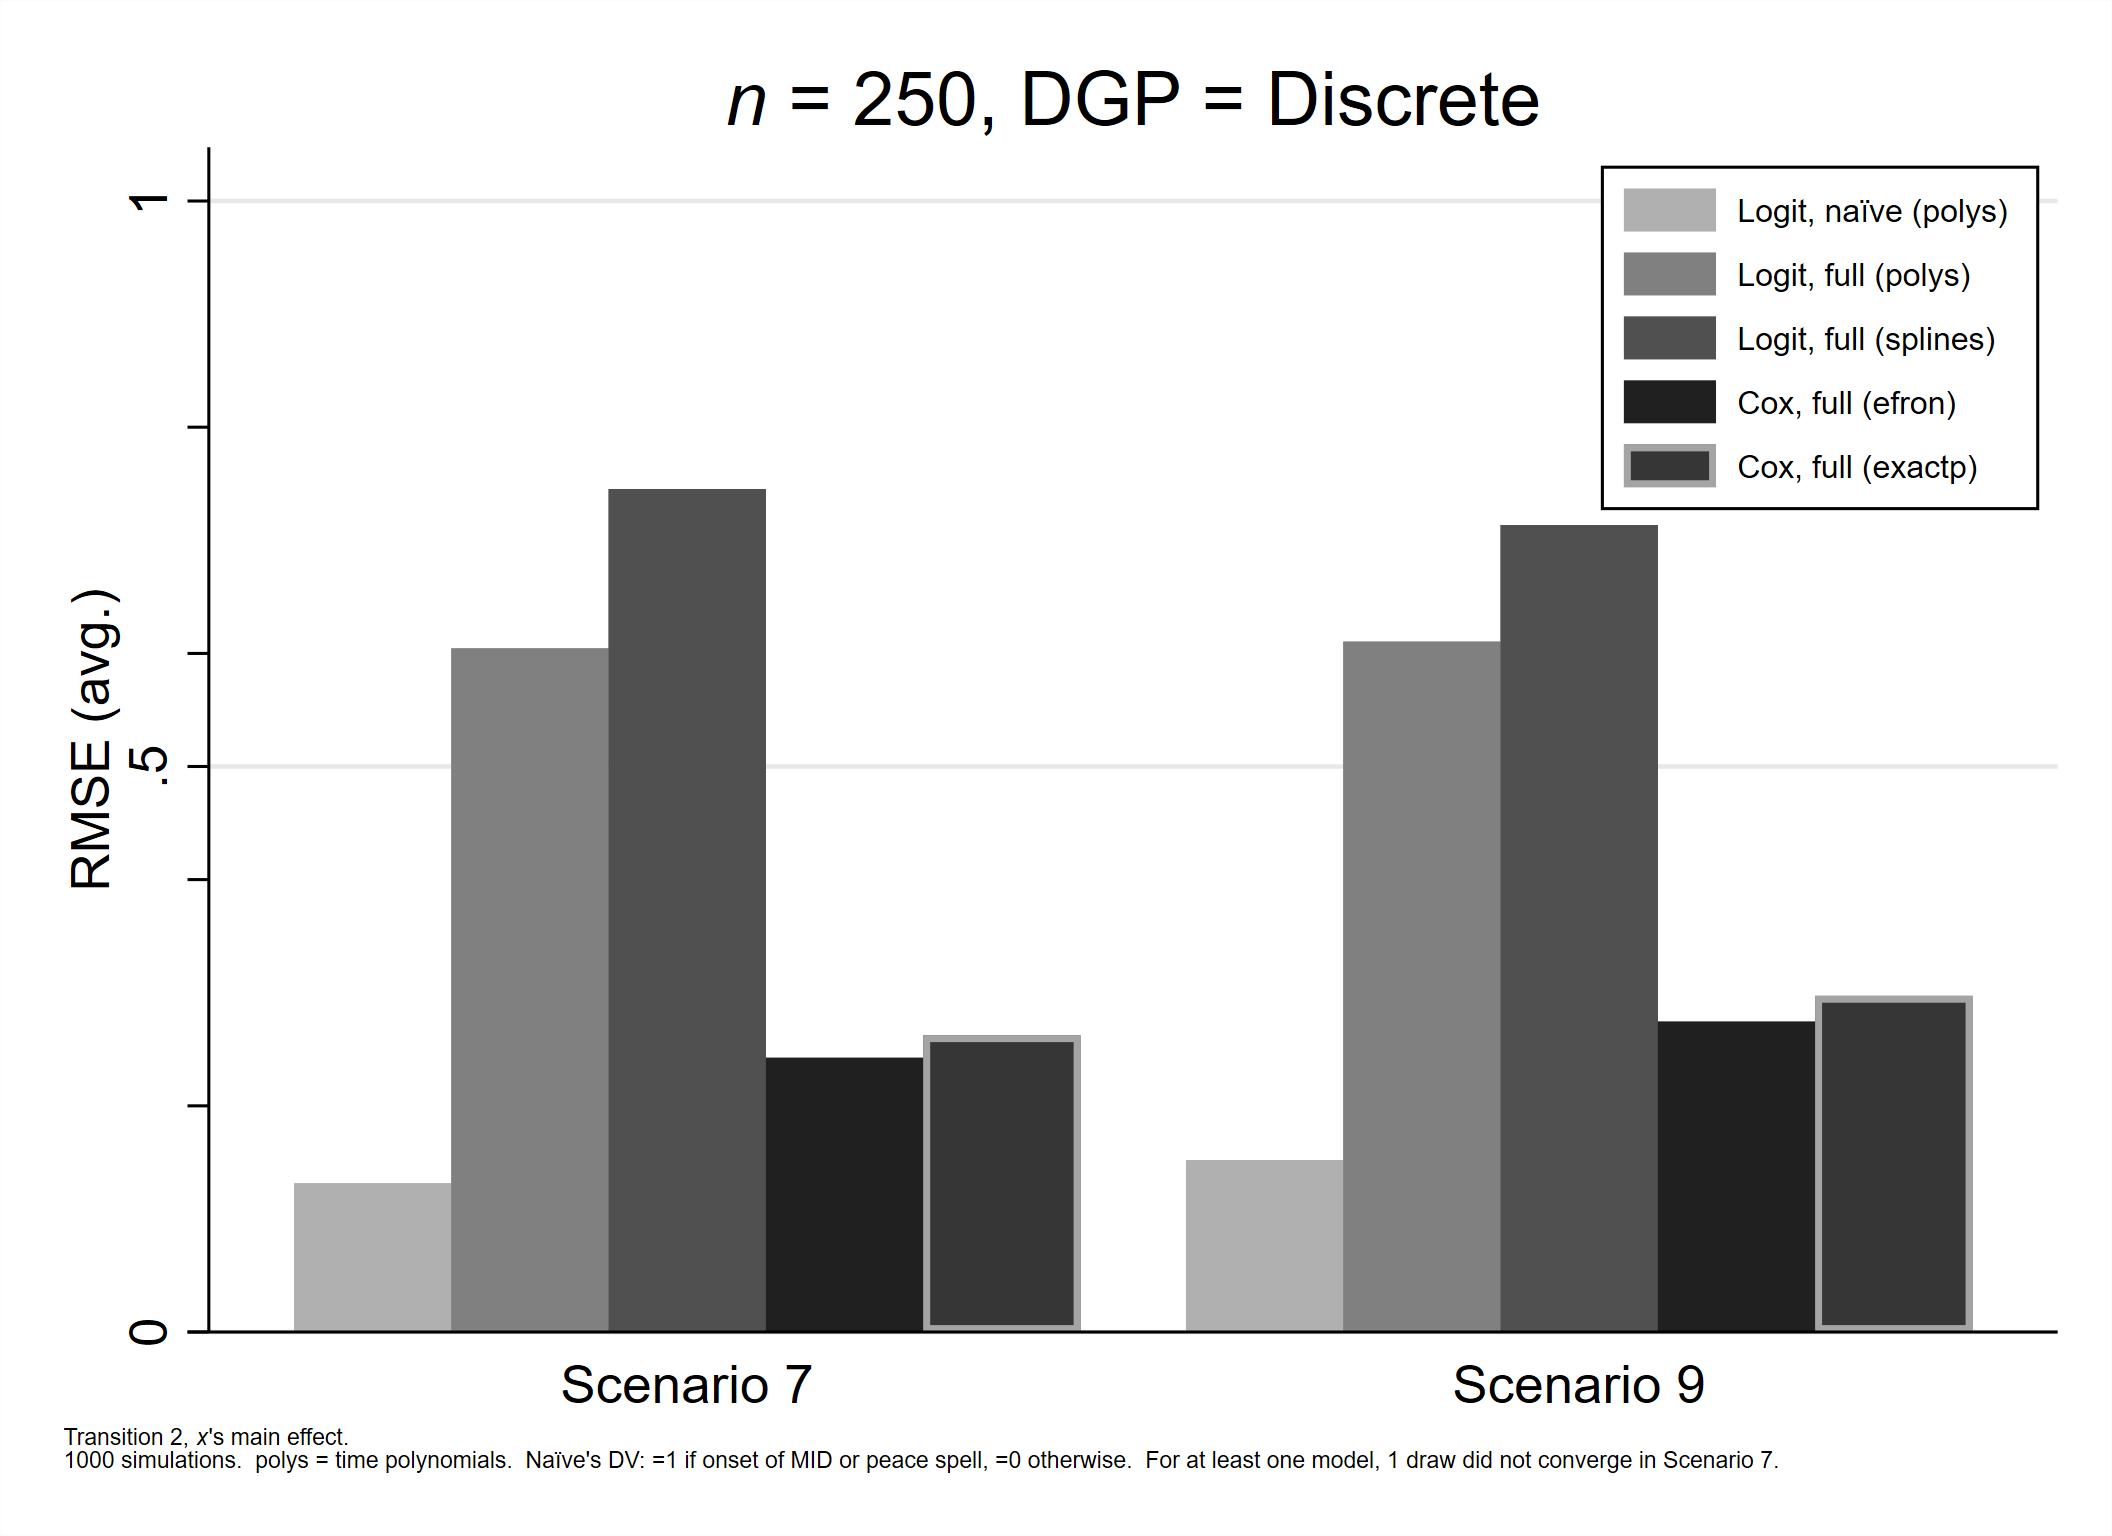 n = 250, DGP = Discrete
1
.5
0
RMSE (avg.)
Logit, naïve (polys)
Logit, full (polys)
Logit, full (splines)
Cox, full (efron)
Cox, full (exactp)
Scenario 7
Scenario 9
Transition 2, x's main effect.
1000 simulations.  polys = time polynomials.  Naïve's DV: =1 if onset of MID or peace spell, =0 otherwise.  For at least one model, 1 draw did not converge in Scenario 7.